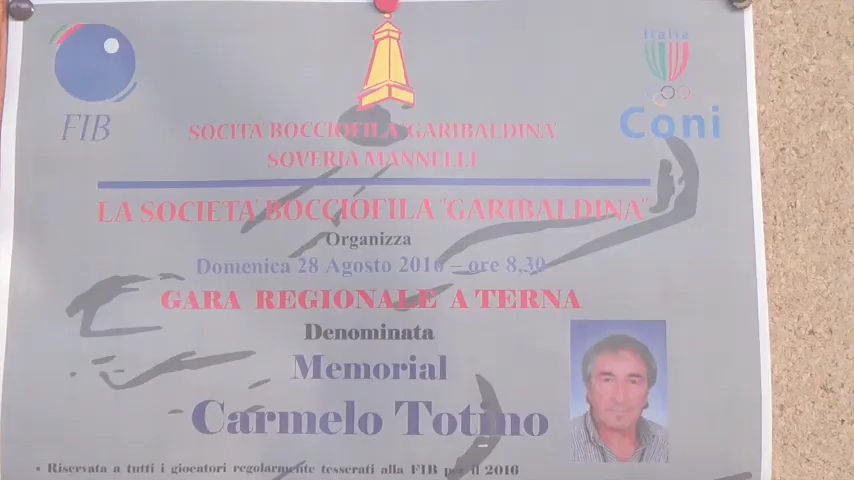 FIB
Italia
Coni
SOCITA' BOCCIOFILA "GARIBALDINA"
SOVERIA MANNELLI
LA SOCIETA' BOCCIOFILA "GARIBALDINA"
Organizza
Domenica 28 Agosto 2016 – ore 8,30
GARA REGIONALE A TERNA
Denominata
Memorial
Carmelo Totino
• Riservata a tutti i giocatori regolarmente tesserati alla FIB per il 2016